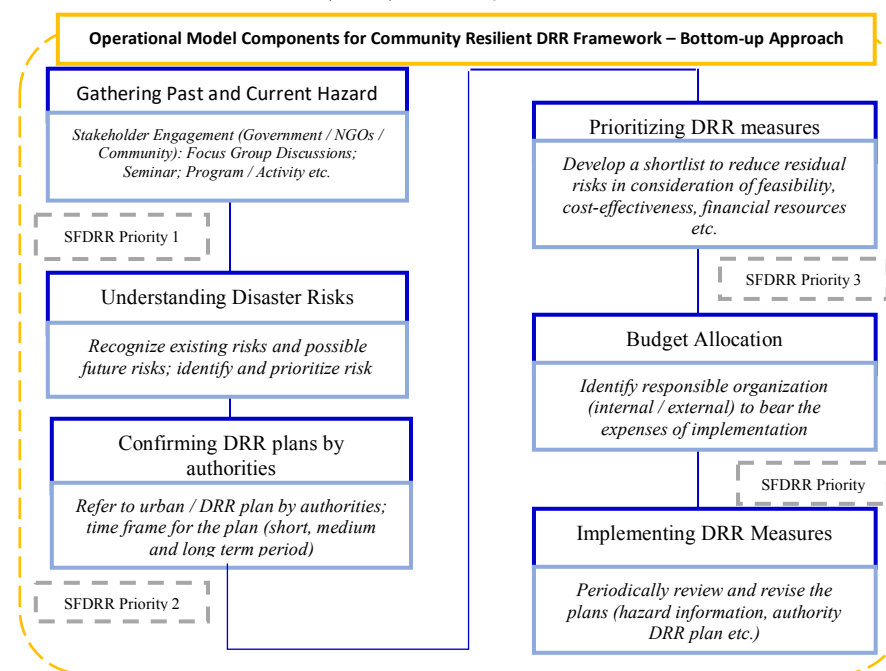 Operational Model Components for Community Resilient DRR Framework – Bottom-up Approach
Gathering Past and Current Hazard
Stakeholder Engagement (Government / NGOs /
Community): Focus Group Discussions;
Seminar; Program / Activity etc.
SFDRR Priority 1
Understanding Disaster Risks
Recognize existing risks and possible
future risks; identify and prioritize risk
Confirming DRR plans by
authorities
Refer to urban / DRR plan by authorities;
time frame for the plan (short, medium
and long term period)
SFDRR Priority 2
Prioritizing DRR measures
Develop a shortlist to reduce residual
risks in consideration of feasibility,
cost-effectiveness, financial resources
etc.
SFDRR Priority 3
Budget Allocation
Identify responsible organization
(internal / external) to bear the
expenses of implementation
SFDRR Priority
Implementing DRR Measures
Periodically review and revise the
plans (hazard information, authority
DRR plan etc.)